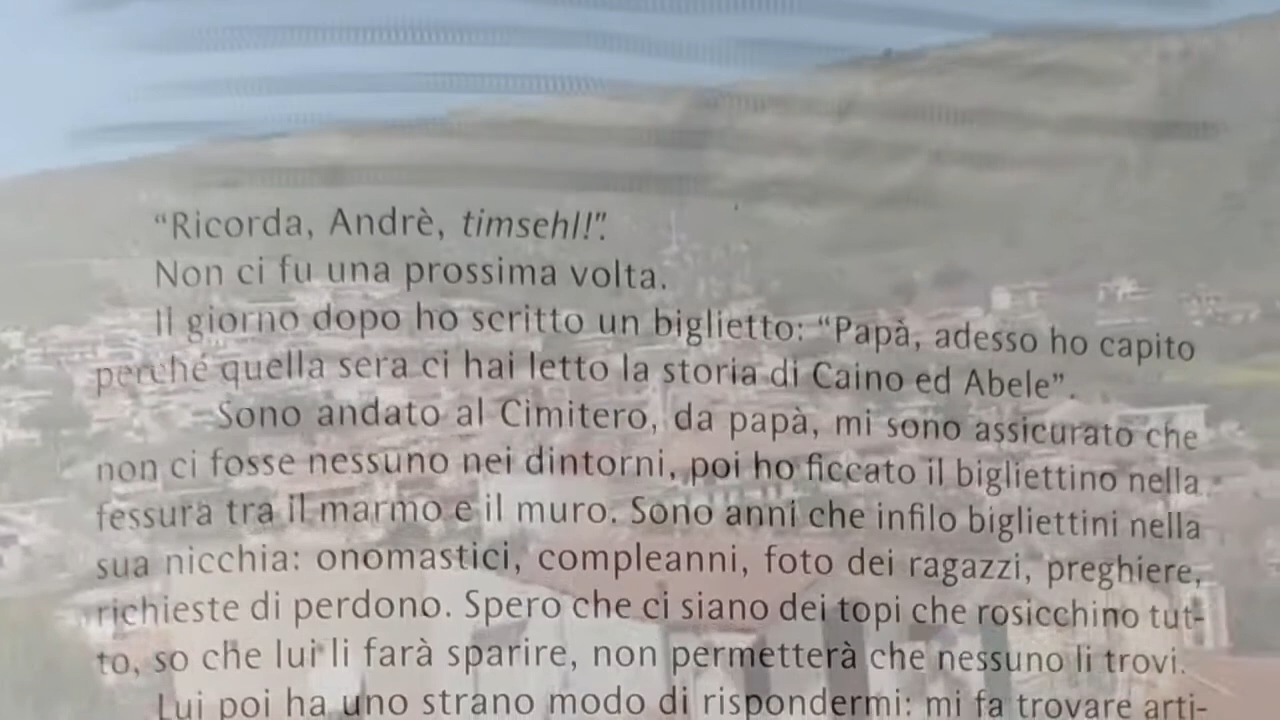 “Ricorda, Andrè, timsehl!”.
Non ci fu una prossima volta.
Il giorno dopo ho scritto un biglietto: “Papà, adesso ho capito
perché quella sera ci hai letto la storia di Caino ed Abele”.
Sono andato al Cimitero, da papà, mi sono assicurato che
non ci fosse nessuno nei dintorni, poi ho ficcato il bigliettino nella
fessura tra il marmo e il muro. Sono anni che infilo bigliettini nella
sua nicchia: onomastici, compleanni, foto dei ragazzi, preghiere,
richieste di perdono. Spero che ci siano dei topi che rosicchino tut-
to, so che lui li farà sparire, non permetterà che nessuno li trovi.
Lui poi ha uno strano modo di rispondermi: mi fa trovare arti-